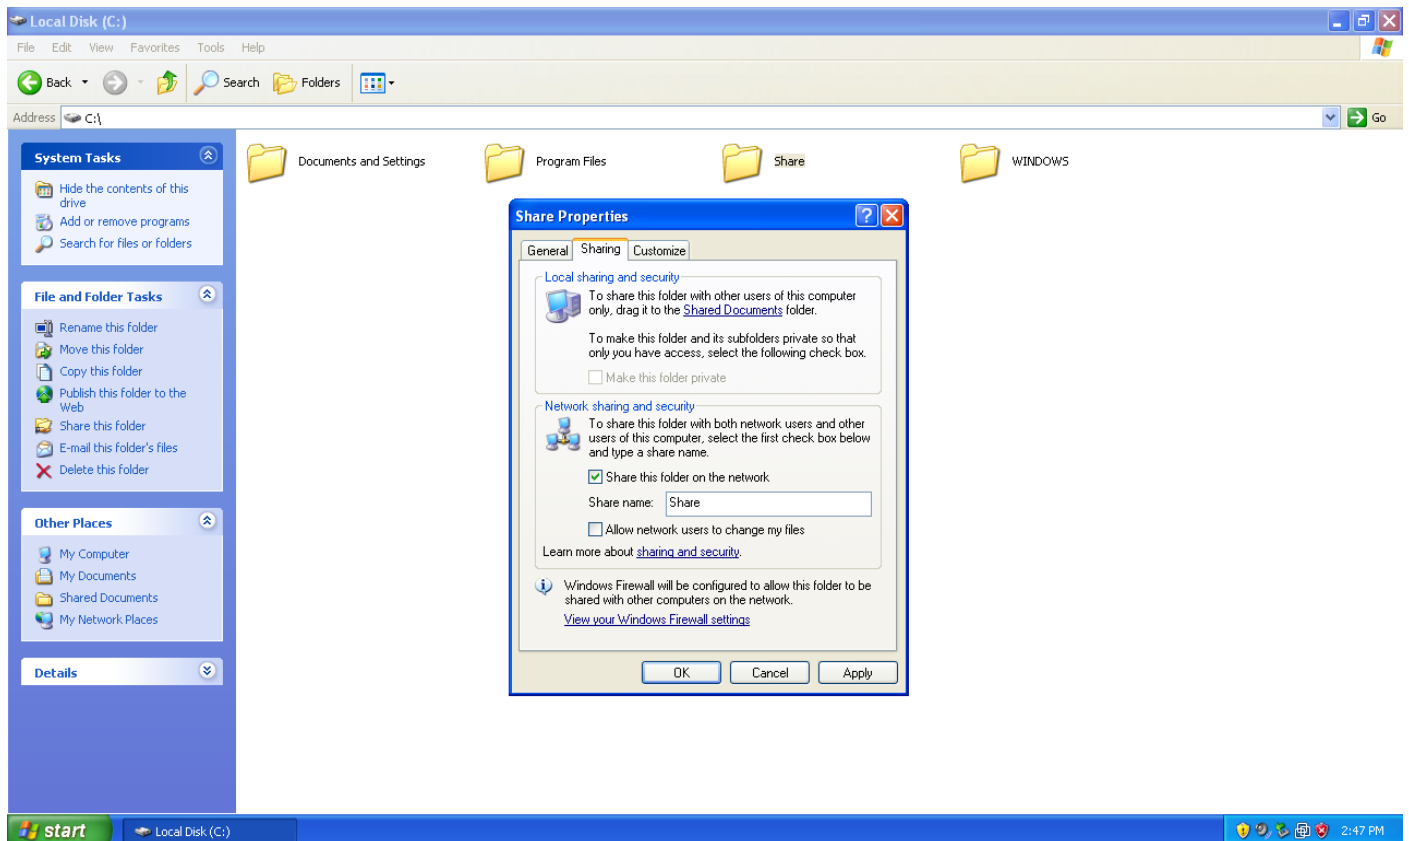 Local Disk (C:)
File Edit View Favorites Tools Help
Back Search Folders
Address C:\ Go
System Tasks
Hide the contents of this
drive
Add or remove programs
Search for files or folders
File and Folder Tasks
Rename this folder
Move this folder
Copy this folder
Publish this folder to the
Web
Share this folder
E-mail this folder's files
Delete this folder
Other Places
My Computer
My Documents
Shared Documents
My Network Places
Details
Documents and Settings Program Files Share WINDOWS
Share Properties
General Sharing Customize
Local sharing and security
To share this folder with other users of this computer
only, drag it to the Shared Documents folder.
To make this folder and its subfolders private so that
only you have access, select the following check box.
Make this folder private
Network sharing and security
To share this folder with both network users and other
users of this computer, select the first check box below
and type a share name.
Share this folder on the network
Share name: Share
Allow network users to change my files
Learn more about sharing and security.
Windows Firewall will be configured to allow this folder to be
shared with other computers on the network.
View your Windows Firewall settings
OK Cancel Apply
start Local Disk (C:) 2:47 PM